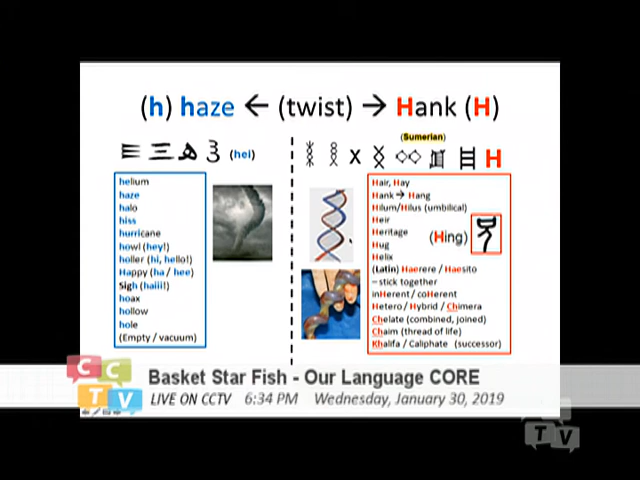 (h) haze ← (twist) → Hank (H)
(hei)
(Sumerian)
X H
helium
haze
halo
hiss
hurricane
howl (hey!)
holler (hi, hello!)
Happy (ha / hee)
Sigh (haiii!)
hoax
hollow
hole
(Empty / vacuum)
Hair, Hay
Hank → Hang
Hilum/Hilus (umbilical)
Heir
Heritage
Hug
Helix
(Hing)
(Latin) Haerere / Haesito
– stick together
inHerent / coHerent
Hetero / Hybrid / Chimera
Chelate (combined, joined)
Chaim (thread of life)
Khalifa / Caliphate (successor)
CCTV
Basket Star Fish - Our Language CORE
LIVE ON CCTV 6:34 PM Wednesday, January 30, 2019
TV